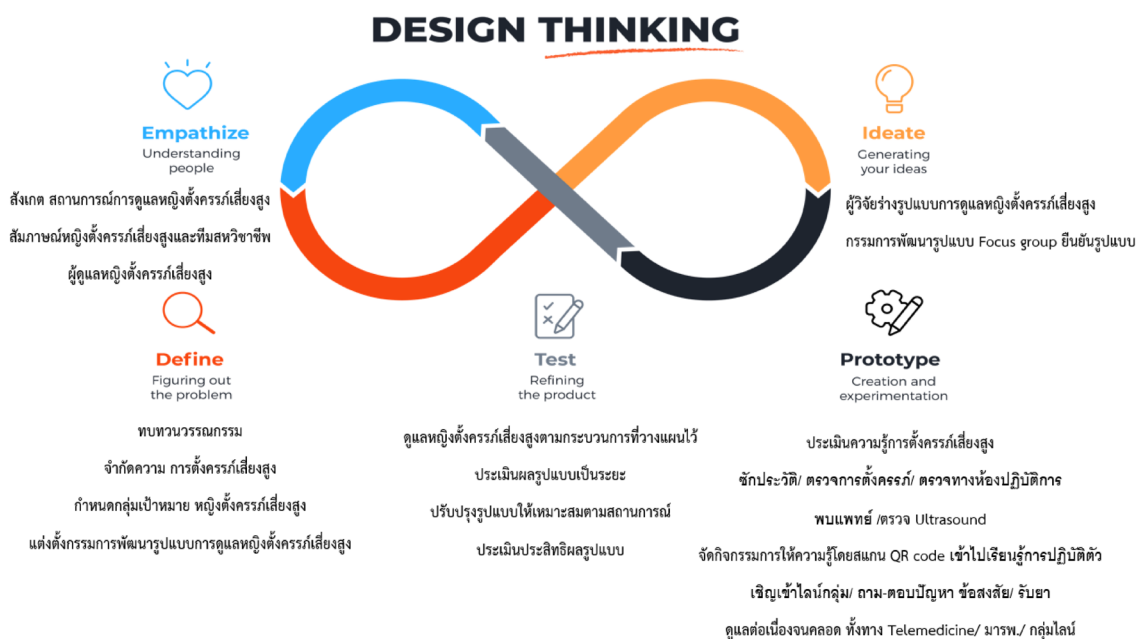 DESIGN THINKING
Empathize
Understanding
people
สังเกต สถานการณ์การดูแลหญิงตั้งครรภ์เสี่ยงสูง
สัมภาษณ์หญิงตั้งครรภ์เสี่ยงสูงและทีมสหวิชาชีพ
ผู้ดูแลหญิงตั้งครรภ์เสี่ยงสูง
Define
Figuring out
the problem
ทบทวนวรรณกรรม
จำกัดความ การตั้งครรภ์เสี่ยงสูง
กำหนดกลุ่มเป้าหมาย หญิงตั้งครรภ์เสี่ยงสูง
แต่งตั้งกรรมการพัฒนารูปแบบการดูแลหญิงตั้งครรภ์เสี่ยงสูง
Ideate
Generating
your ideas
ผู้วิจัยร่างรูปแบบการดูแลหญิงตั้งครรภ์เสี่ยงสูง
กรรมการพัฒนารูปแบบ Focus group ยืนยันรูปแบบ
Prototype
Creation and
experimentation
ประเมินความรู้การตั้งครรภ์เสี่ยงสูง
ซักประวัติ/ ตรวจการตั้งครรภ์/ ตรวจทางห้องปฏิบัติการ
พบแพทย์ /ตรวจ Ultrasound
จัดกิจกรรมการให้ความรู้โดยสแกน QR code เข้าไปเรียนรู้การปฏิบัติตัว
เชิญเข้าไลน์กลุ่ม/ ถาม-ตอบปัญหา ข้อสงสัย/ รับยา
ดูแลต่อเนื่องจนคลอด ทั้งทาง Telemedicine/ มารพ./ กลุ่มไลน์
Test
Refining
the product
ดูแลหญิงตั้งครรภ์เสี่ยงสูงตามกระบวนการที่วางแผนไว้
ประเมินผลรูปแบบเป็นระยะ
ปรับปรุงรูปแบบให้เหมาะสมตามสถานการณ์
ประเมินประสิทธิผลรูปแบบ